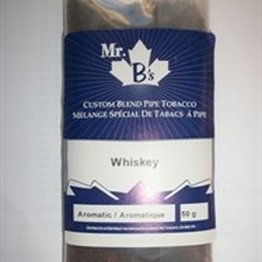 Mr.
B's
CUSTOM BLEND PIPE TOBACCO
MÉLANGE SPÉCIAL DE TABACS À PIPE
Whiskey
Aromatic / Aromatique 50 g